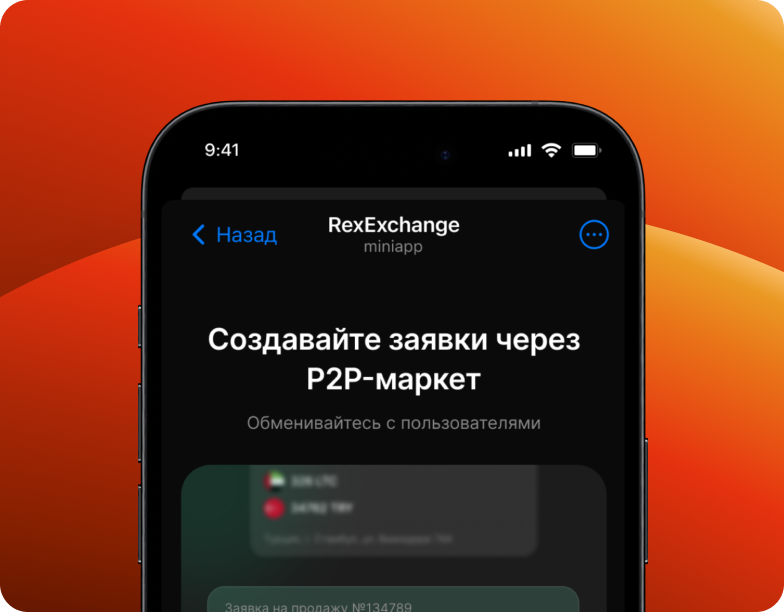 9:41
Назад
RexExchange
miniapp
Создавайте заявки через
P2P-маркет
Обменивайтесь с пользователями
326 LTC
34762 TRY
Заявка на продажу №134789